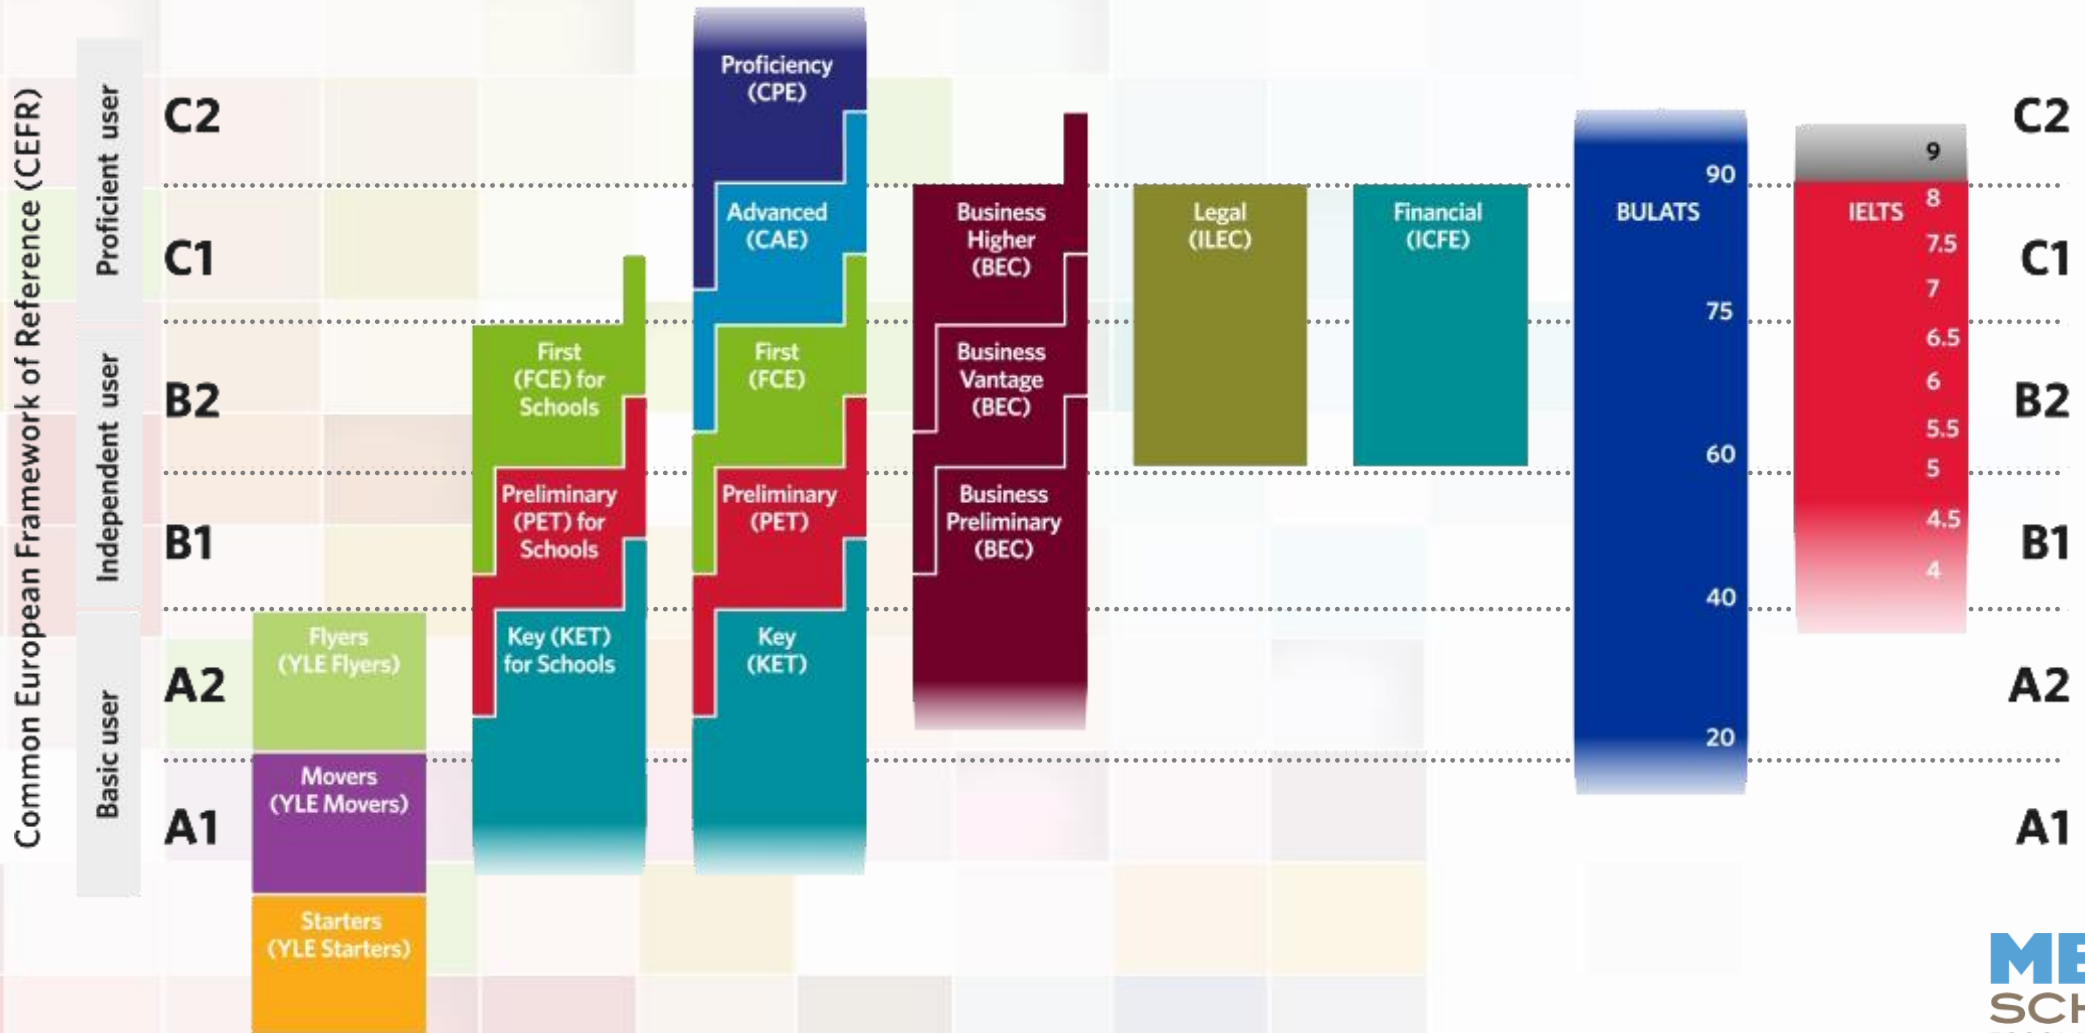 Common European Framework of Reference (CEFR)
Proficient user
Independent user
Basic user
C2
C1
B2
B1
A2
A1
Flyers
(YLE Flyers)
Movers
(YLE Movers)
Starters
(YLE Starters)
First
(FCE) for
Schools
Preliminary
(PET) for
Schools
Key (KET)
for Schools
Proficiency
(CPE)
Advanced
(CAE)
First
(FCE)
Preliminary
(PET)
Key
(KET)
Business
Higher
(BEC)
Business
Vantage
(BEC)
Business
Preliminary
(BEC)
Legal
(ILEC)
Financial
(ICFE)
BULATS
90
75
60
40
20
IELTS
9
8
7.5
7
6.5
6
5.5
5
4.5
4
C2
C1
B2
B1
A2
A1